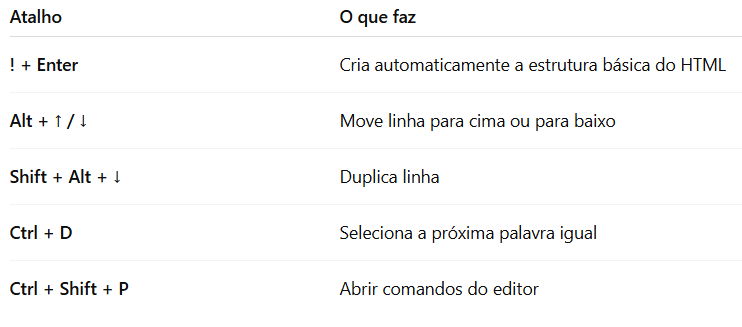 Atalho O que faz
! + Enter Cria automaticamente a estrutura básica do HTML
Alt + ↑ / ↓ Move linha para cima ou para baixo
Shift + Alt + ↓ Duplica linha
Ctrl + D Seleciona a próxima palavra igual
Ctrl + Shift + P Abrir comandos do editor